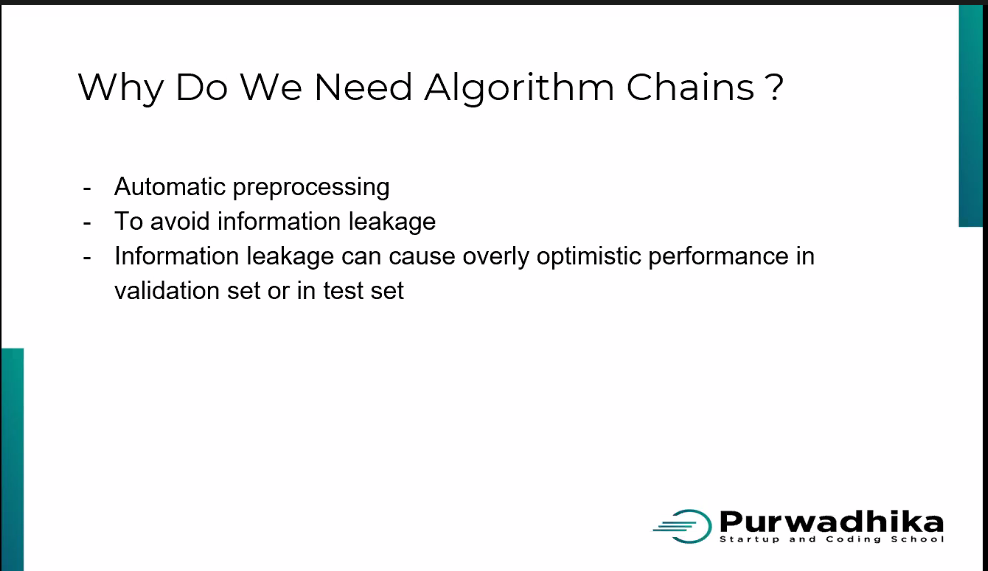 Why Do We Need Algorithm Chains ?
- Automatic preprocessing
- To avoid information leakage
- Information leakage can cause overly optimistic performance in
validation set or in test set
Purwadhika
Startup and Coding School